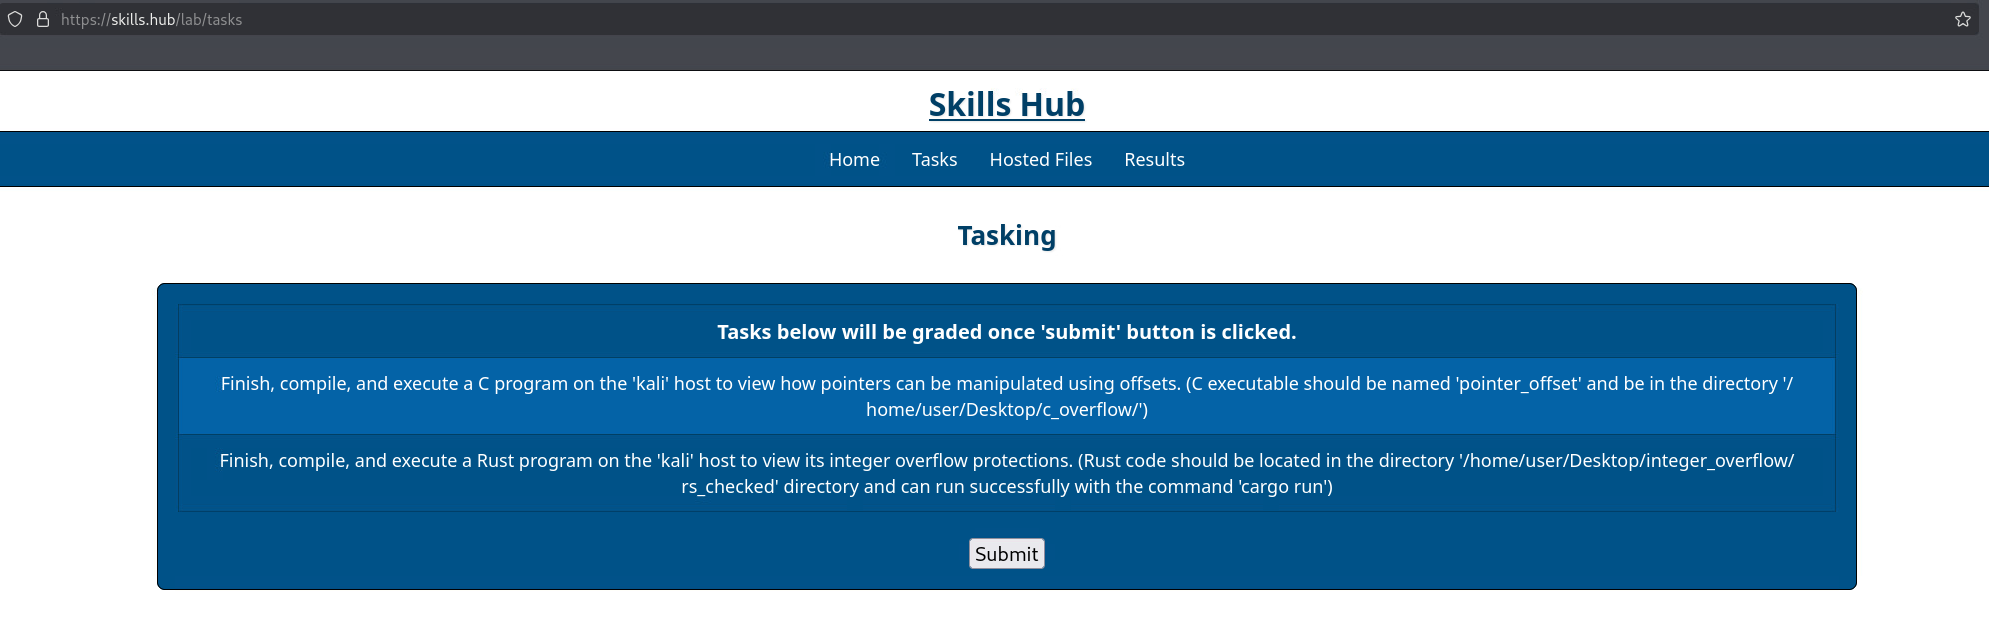 https://skills.hub/lab/tasks
Skills Hub
Home Tasks Hosted Files Results
Tasking
Tasks below will be graded once 'submit' button is clicked.
Finish, compile, and execute a C program on the 'kali' host to view how pointers can be manipulated using offsets. (C executable should be named 'pointer_offset' and be in the directory '/
home/user/Desktop/c_overflow/')
Finish, compile, and execute a Rust program on the 'kali' host to view its integer overflow protections. (Rust code should be located in the directory '/home/user/Desktop/integer_overflow/
rs_checked' directory and can run successfully with the command 'cargo run')
Submit